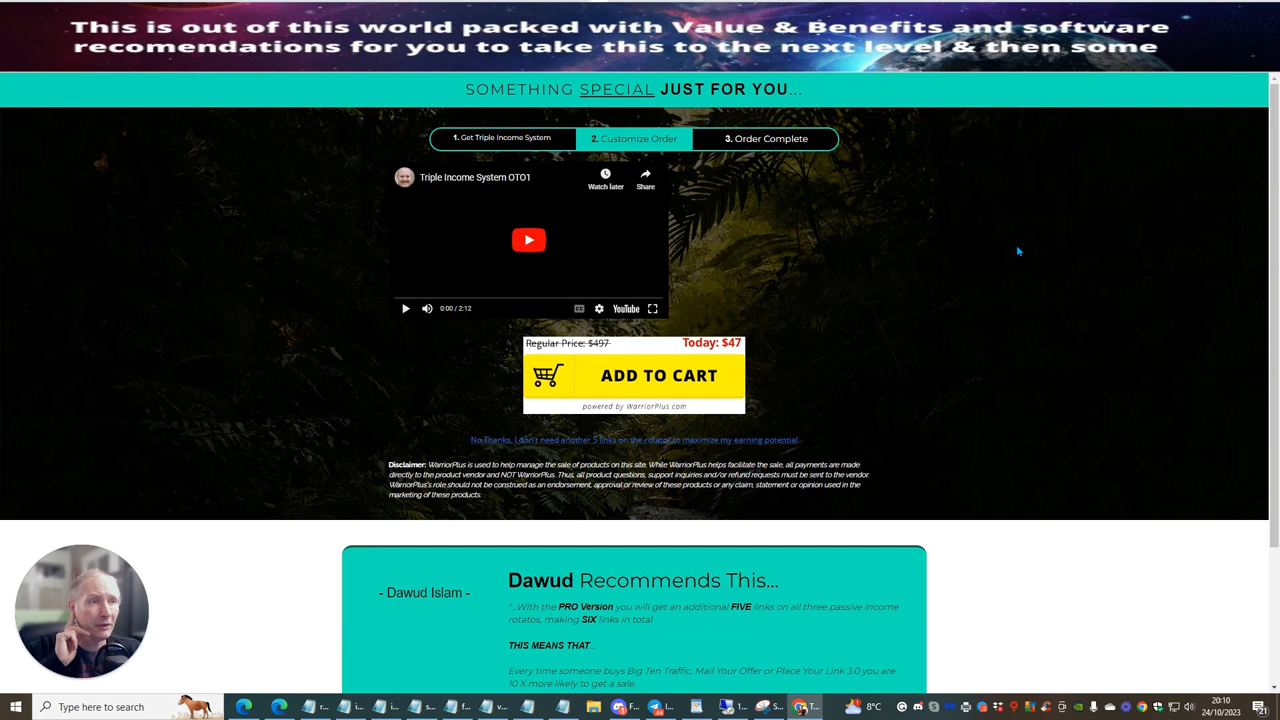 This is out of this world packed with Value & Benefits and software
recomendations for you to take this to the next level & then some
SOMETHING SPECIAL JUST FOR YOU...
1. Get Triple Income System
2. Customize Order
3. Order Complete
Triple Income System OTO1
Watch later
Share
0:00 / 2:12
YouTube
Regular Price: $497
Today: $47
ADD TO CART
powered by WarriorPlus.com
No Thanks, I don't need another 5 links on the rotator to maximize my earning potential
Disclaimer: WarriorPlus is used to help manage the sale of products on this site. While WarriorPlus helps facilitate the sale, all payments are made
directly to the product vendor and NOT WarriorPlus. Thus, all product questions, support inquiries and/or refund requests must be sent to the vendor.
WarriorPlus's role should not be construed as an endorsement, approval or review of these products or any claim, statement or opinion used in the
marketing of these products.
- Dawud Islam -
Dawud Recommends This...
"...With the PRO Version you will get an additional FIVE links on all three passive income
rotatos, making SIX links in total
THIS MEANS THAT...
Every time someone buys Big Ten Traffic, Mail Your Offer or Place Your Link 3.0 you are
10 X more likely to get a sale.
Type here to search
8°C
20:10
24/10/2023